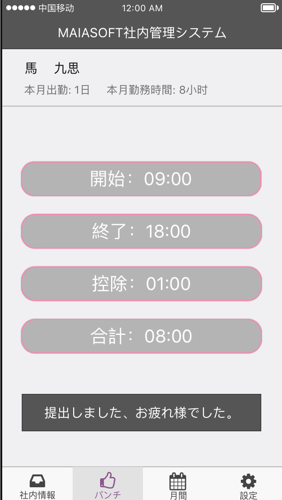 中国移动 12:00 AM
MAIASOFT社内管理システム
馬 九思
本月出勤: 1日 本月勤務時間: 8小时
開始: 09:00
終了: 18:00
控除: 01:00
合計: 08:00
提出しました、お疲れ様でした。
社内情報 パンチ 月間 設定